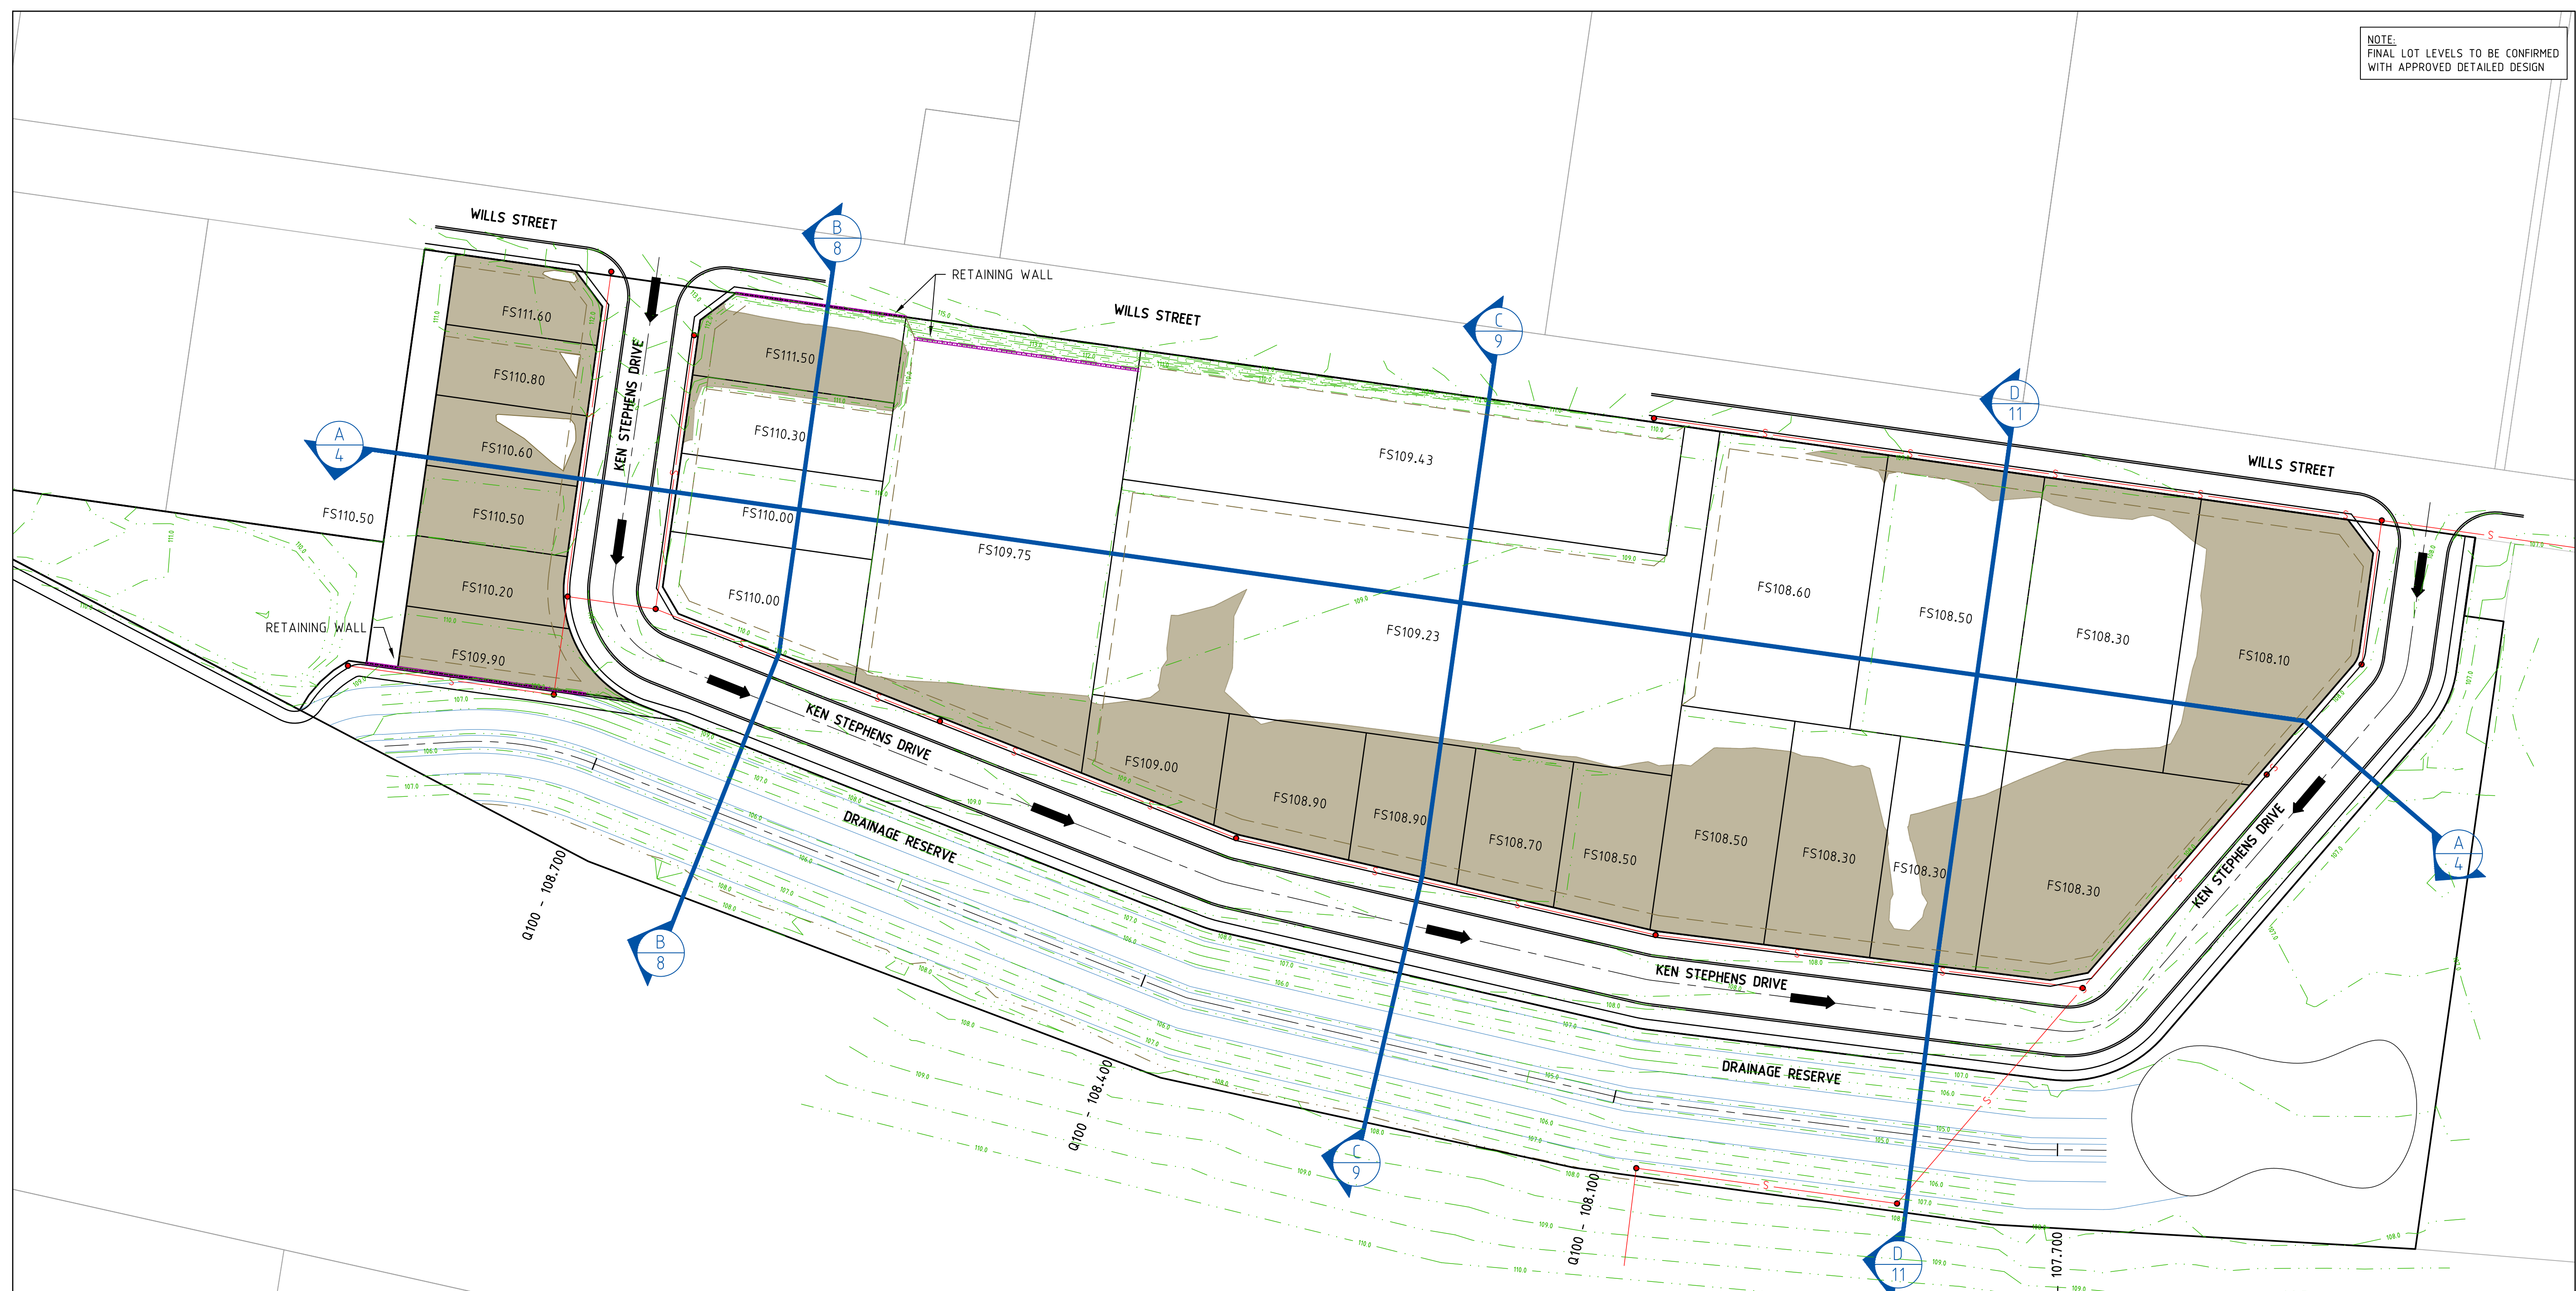 NOTE:
FINAL LOT LEVELS TO BE CONFIRMED
WITH APPROVED DETAILED DESIGN
WILLS STREET
B
8
RETAINING WALL
WILLS STREET
C
9
D
11
WILLS STREET
FS111.60
FS110.80
FS110.60
FS110.50
FS110.20
FS109.90
FS110.50
A
4
RETAINING WALL
KEN STEPHENS DRIVE
FS111.50
FS110.30
FS110.00
FS110.00
FS109.75
FS109.43
FS109.23
FS108.60
FS108.50
FS108.30
FS108.10
FS109.00
FS108.90
FS108.90
FS108.70
FS108.50
FS108.50
FS108.30
FS108.30
FS108.30
KEN STEPHENS DRIVE
KEN STEPHENS DRIVE
KEN STEPHENS DRIVE
A
4
DRAINAGE RESERVE
DRAINAGE RESERVE
Q100 - 108.700
Q100 - 108.400
Q100 - 108.100
- 107.700
B
8
C
9
D
11